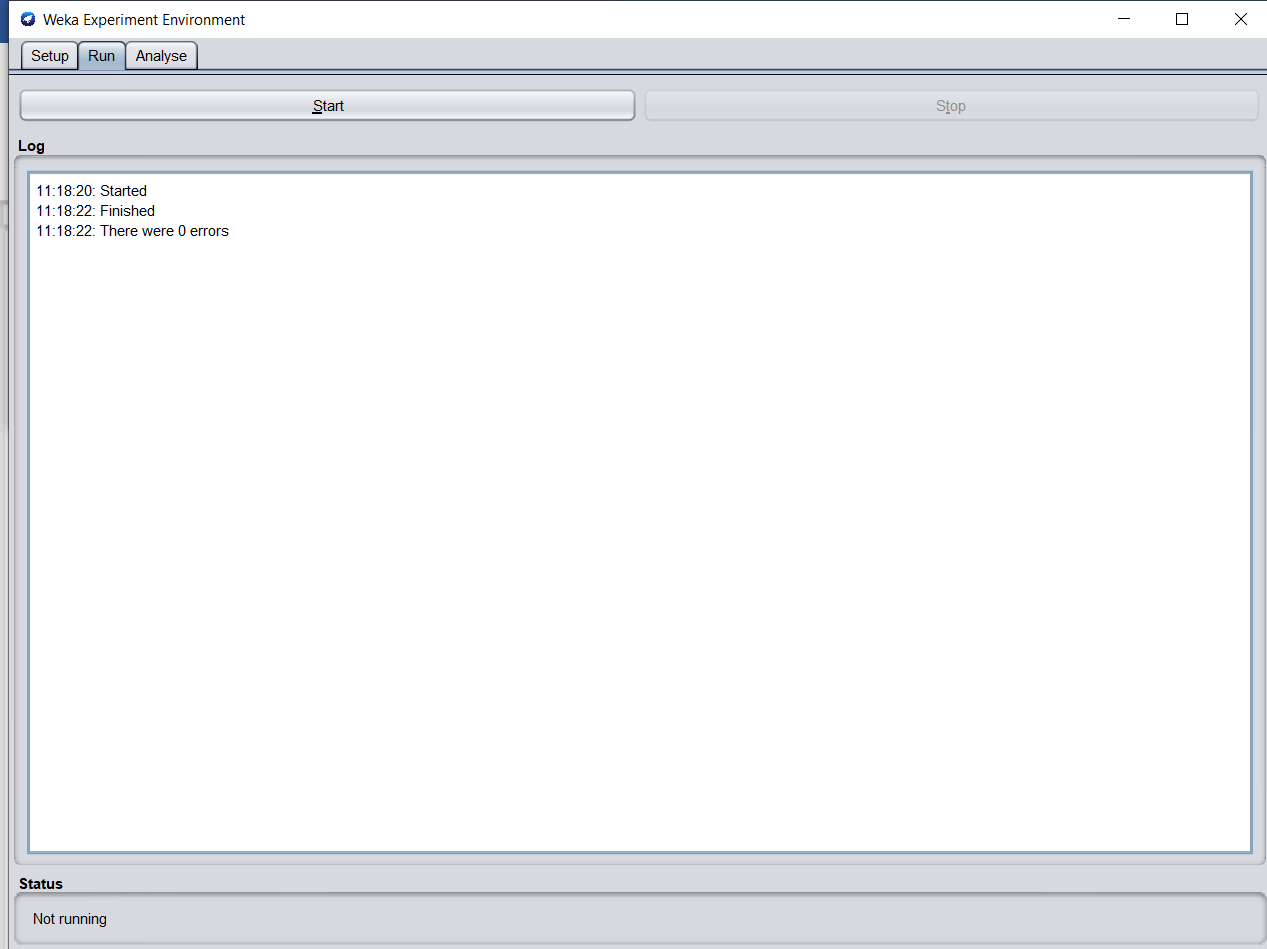 Weka Experiment Environment
Setup Run Analyse
Start Stop
Log
11:18:20: Started
11:18:22: Finished
11:18:22: There were 0 errors
Status
Not running